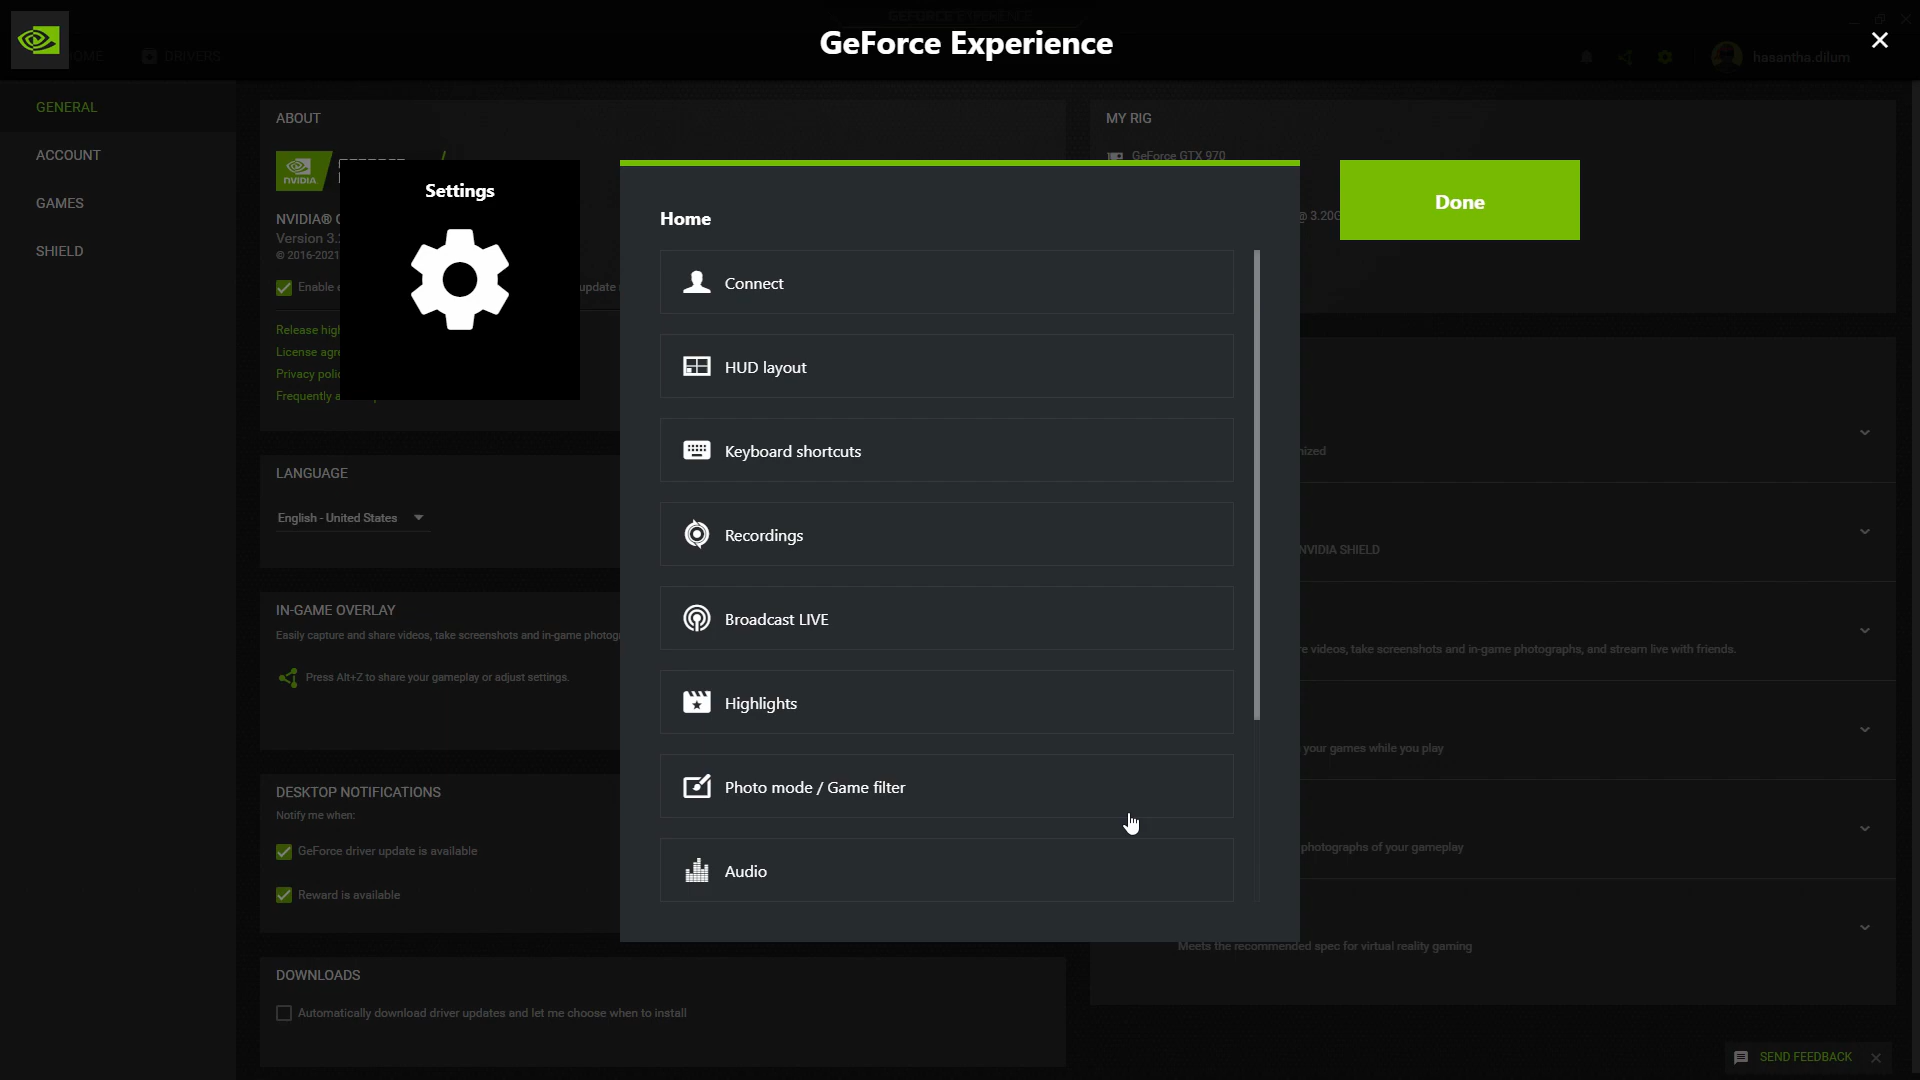 GEFORCE EXPERIENCE
GeForce Experience
HOME
DRIVERS
hasantha.dilum
GENERAL
ACCOUNT
GAMES
SHIELD
ABOUT
NVIDIA.
NVIDIA®
Version 3.
© 2016-2021
Enable
update
Release
License
Privacy
Frequently
LANGUAGE
English - United States
IN-GAME OVERLAY
Easily capture and share videos, take screenshots and in-game
Press Alt+Z to share your gameplay or adjust settings.
DESKTOP NOTIFICATIONS
Notify me when:
GeForce driver update is available
Reward is available
DOWNLOADS
Automatically download driver updates and let me choose when to install
Settings
Home
Connect
HUD layout
Keyboard shortcuts
Recordings
Broadcast LIVE
Highlights
Photo mode / Game filter
Audio
Done
MY RIG
GeForce GTX 970
@ 3.20G
NVIDIA SHIELD
videos, take screenshots and in-game photographs, and stream live with friends.
your games while you play
photographs of your gameplay
Meets the recommended spec for virtual reality gaming
SEND FEEDBACK